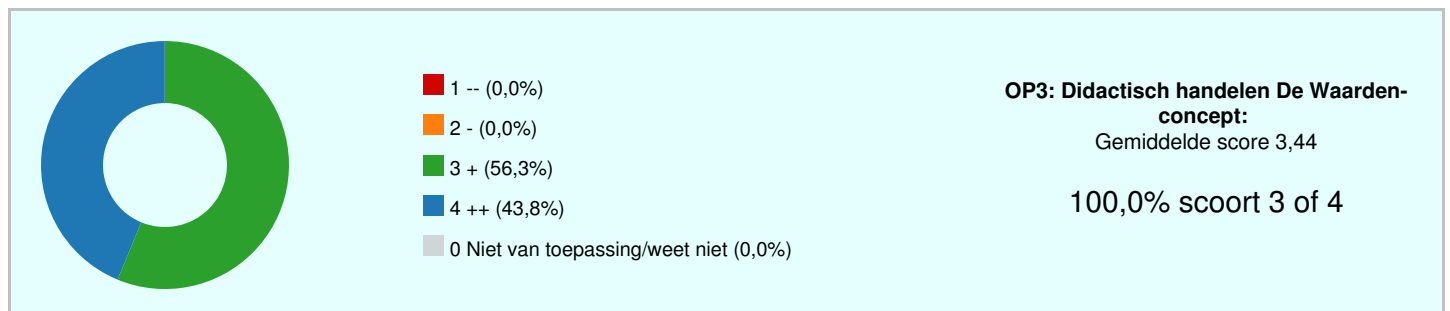 1 -- (0,0%)
2 - (0,0%)
3 + (56,3%)
4 ++ (43,8%)
0 Niet van toepassing/weet niet (0,0%)
OP3: Didactisch handelen De Waarden-
concept:
Gemiddelde score 3,44
100,0% scoort 3 of 4